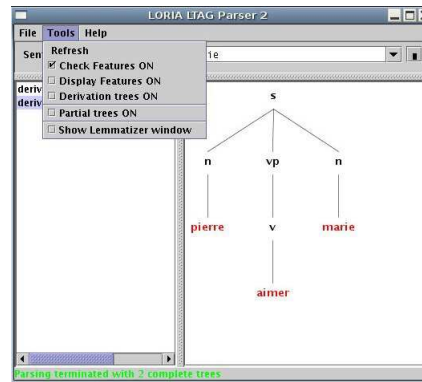 LORIA LTAG Parser 2
File Tools Help
Sen
ie
Refresh
Check Features ON
Display Features ON
Derivation trees ON
Partial trees ON
Show Lemmatizer window
deriv
deriv
s
n vp n
pierre v marie
aimer
Parsing terminated with 2 complete trees